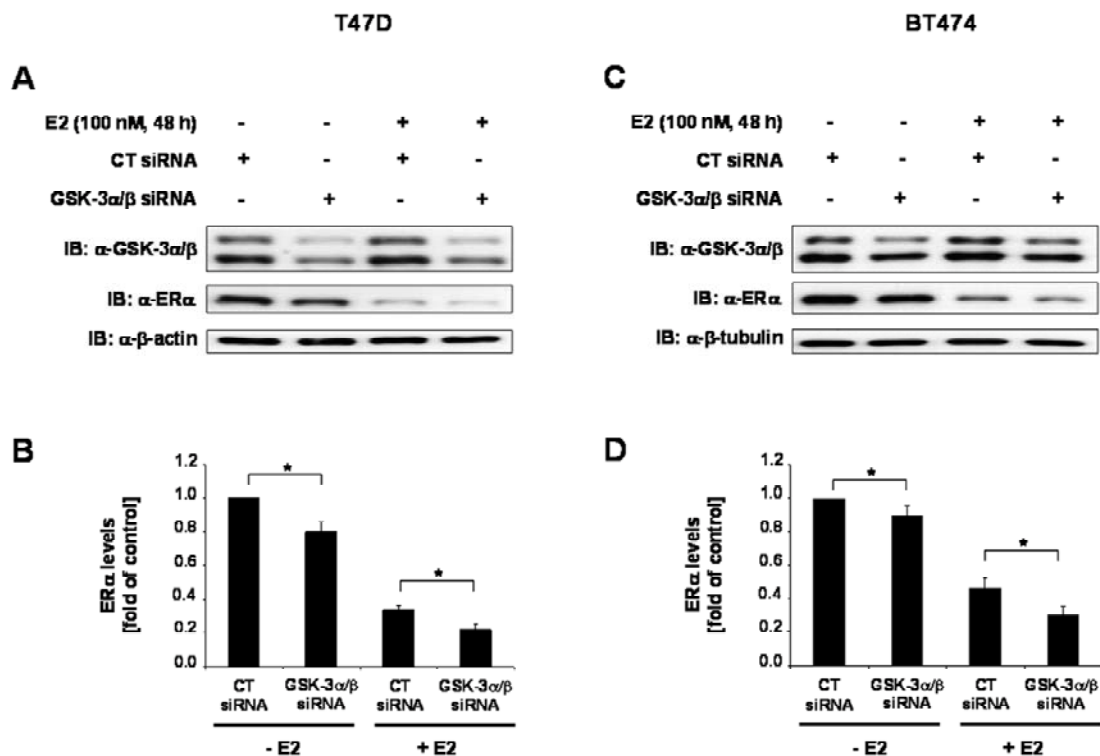 T47D
BT474
A
E2 (100 nM, 48 h) - - + +
CT siRNA + - + -
GSK-3α/β siRNA - + - +
IB: α-GSK-3α/β
IB: α-ERα
IB: α-β-actin
C
E2 (100 nM, 48 h) - - + +
CT siRNA + - + -
GSK-3α/β siRNA - + - +
IB: α-GSK-3α/β
IB: α-ERα
IB: α-β-tubulin
B
ERα levels
[fold of control]
1.2
1.0
0.8
0.6
0.4
0.2
0.0
*
*
CT GSK-3α/β CT GSK-3α/β
siRNA siRNA siRNA siRNA
- E2 + E2
D
ERα levels
[fold of control]
1.2
1.0
0.8
0.6
0.4
0.2
0.0
*
*
CT GSK-3α/β CT GSK-3α/β
siRNA siRNA siRNA siRNA
- E2 + E2